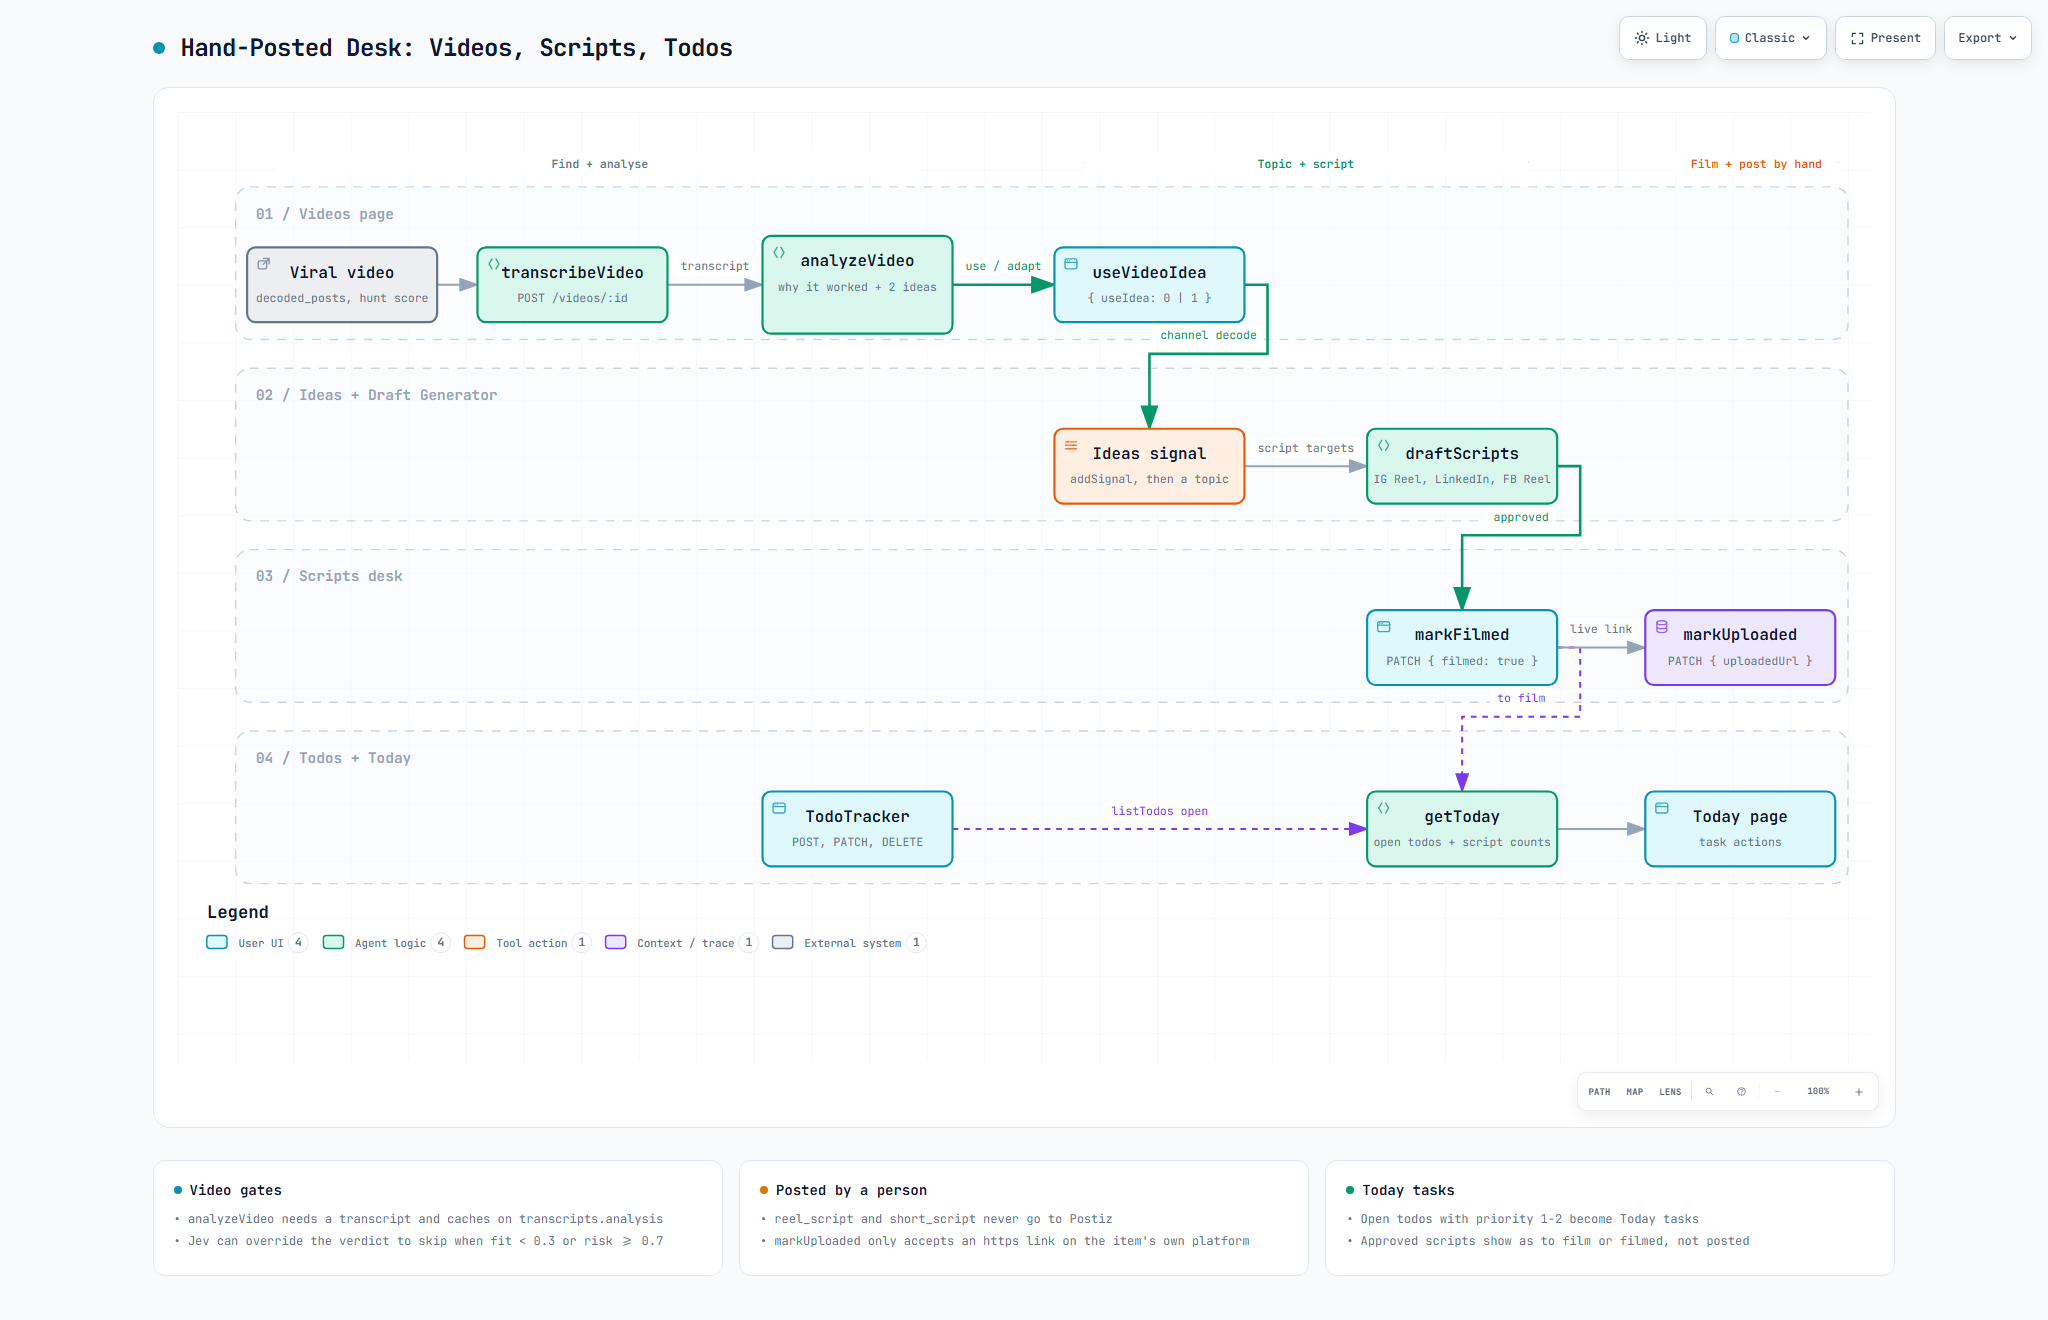 Hand-Posted Desk: Videos, Scripts, Todos
Light
Classic
Present
Export
Find + analyse
Topic + script
Film + post by hand
01 / Videos page
Viral video
decoded_posts, hunt score
transcribeVideo
POST /videos/:id
transcript
analyzeVideo
why it worked + 2 ideas
use / adapt
useVideoIdea
{ useIdea: 0 | 1 }
channel decode
02 / Ideas + Draft Generator
Ideas signal
addSignal, then a topic
script targets
draftScripts
IG Reel, LinkedIn, FB Reel
approved
03 / Scripts desk
markFilmed
PATCH { filmed: true }
live link
markUploaded
PATCH { uploadedUrl }
to film
04 / Todos + Today
TodoTracker
POST, PATCH, DELETE
listTodos open
getToday
open todos + script counts
Today page
task actions
Legend
User UI 4
Agent logic 4
Tool action 1
Context / trace 1
External system 1
PATH MAP LENS 100%
Video gates
• analyzeVideo needs a transcript and caches on transcripts.analysis
• Jev can override the verdict to skip when fit < 0.3 or risk ≥ 0.7
Posted by a person
• reel_script and short_script never go to Postiz
• markUploaded only accepts an https link on the item's own platform
Today tasks
• Open todos with priority 1-2 become Today tasks
• Approved scripts show as to film or filmed, not posted